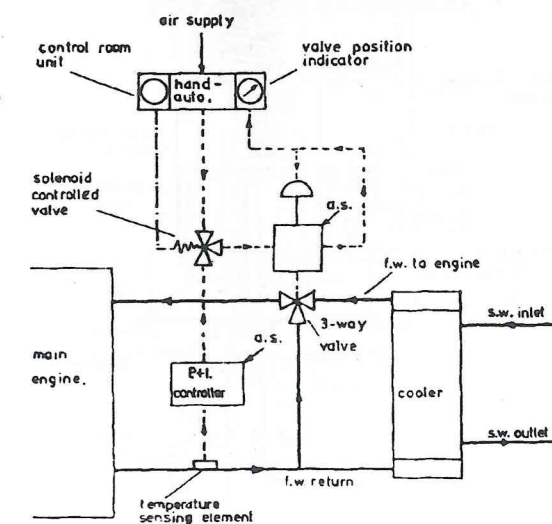 air supply
control room
unit
hand-
auto.
valve position
indicator
solenoid
controlled
valve
a.s.
f.w. to engine
s.w. inlet
3-way
valve
a.s.
main
engine.
P+I.
controller
cooler
s.w. outlet
f.w return
temperature
sensing element